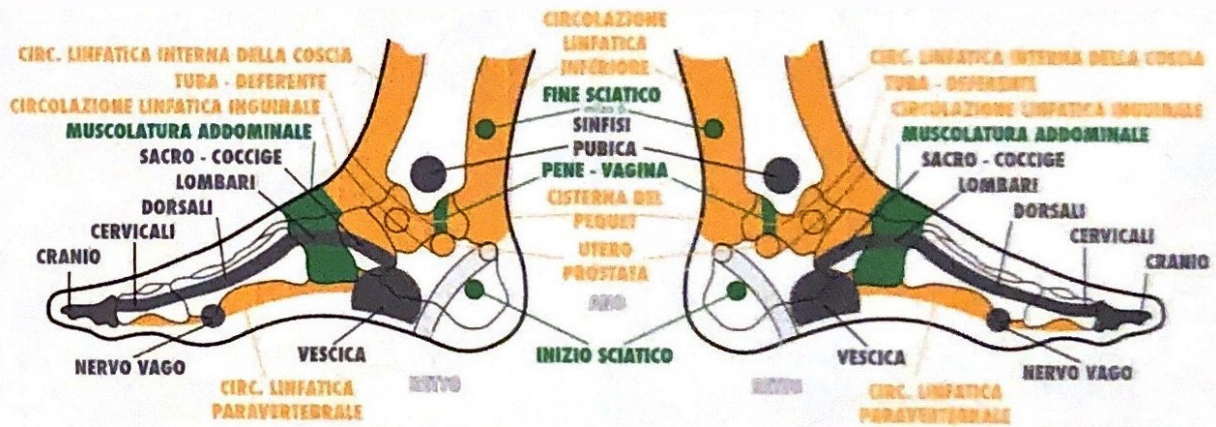 CIRCOLAZIONE
LINFATICA
INFERIORE
CIRC. LINFATICA INTERNA DELLA COSCIA
TUBA - DEFERENTE
CIRCOLAZIONE LINFATICA INGUINALE
MUSCOLATURA ADDOMINALE
SACRO - COCCIGE
LOMBARI
DORSALI
CERVICALI
CRANIO
NERVO VAGO
CIRC. LINFATICA
PARAVERTEBRALE
VESCICA
RETTO
FINE SCIATICO
SINFISI
PUBICA
PENE - VAGINA
CISTERNA DEL
PEQUET
UTERO
PROSTATA
ANO
INIZIO SCIATICO
CIRC. LINFATICA INTERNA DELLA COSCIA
TUBA - DEFERENTE
CIRCOLAZIONE LINFATICA INGUINALE
MUSCOLATURA ADDOMINALE
SACRO - COCCIGE
LOMBARI
DORSALI
CERVICALI
CRANIO
NERVO VAGO
VESCICA
RETTO
CIRC. LINFATICA
PARAVERTEBRALE